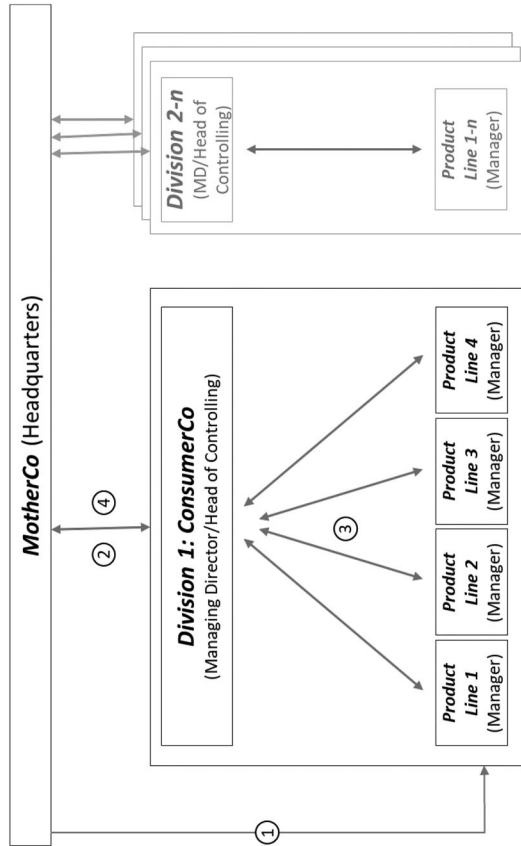 MotherCo (Headquarters)
①
②
④
Division 1: ConsumerCo
(Managing Director/Head of Controlling)
③
Product
Line 1
(Manager)
Product
Line 2
(Manager)
Product
Line 3
(Manager)
Product
Line 4
(Manager)
Division 2-n
(MD/Head of
Controlling)
Product
Line 1-n
(Manager)